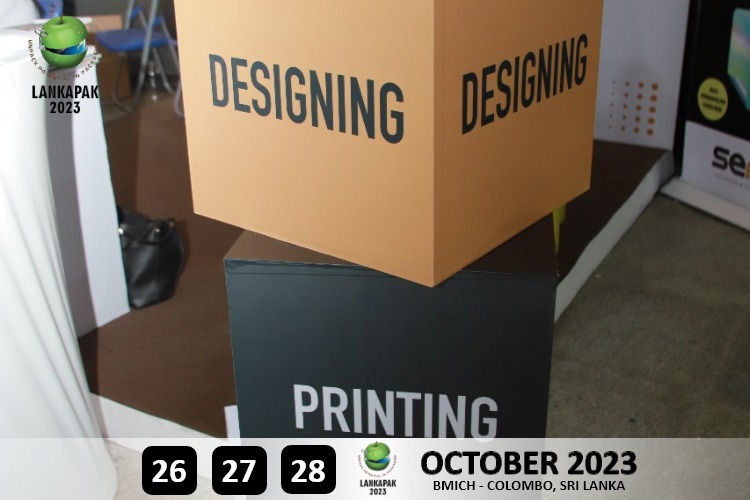 LANKAPAK
2023
DESIGNING
DESIGNING
PRINTING
26 27 28
LANKAPAK
2023
OCTOBER 2023
BMICH - COLOMBO, SRI LANKA